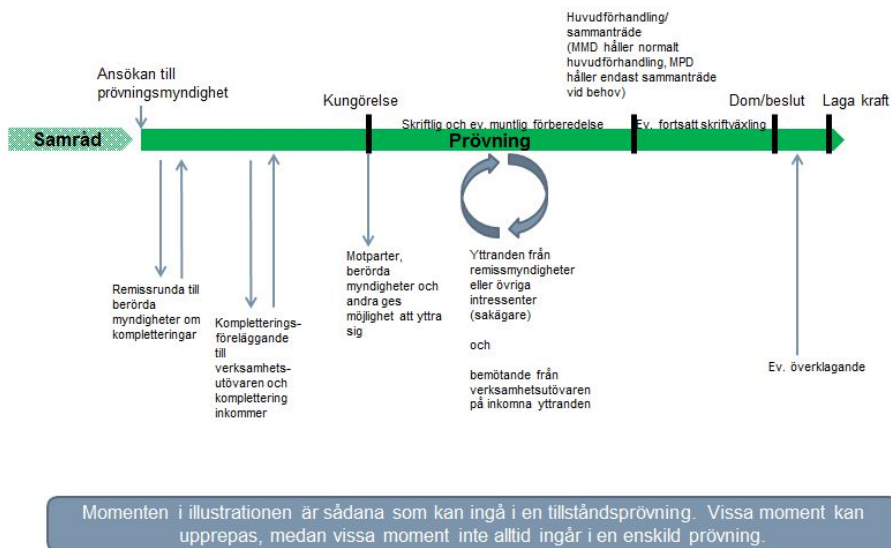 Huvudförhandling/
sammanträde
(MMD håller normalt
huvudförhandling, MPD
håller endast sammanträde
vid behov)
Ansökan till
prövningsmyndighet
Kungörelse
Dom/beslut
Laga kraft
Skriftlig och ev. muntlig förberedelse
Ev. fortsatt skriftväxling
Samråd
Prövning
Remissrunda till
berörda
myndigheter om
kompletteringar
Kompletterings-
föreläggande
till
verksamhets-
utövaren och
komplettering
inkommer
Motparter,
berörda
myndigheter och
andra ges
möjlighet att yttra
sig
Yttranden från
remissmyndigheter
eller övriga
intressenter
(sakägare)
och
bemötande från
verksamhetsutövaren
på inkomna yttranden
Ev. överklagande
Momenten i illustrationen är sådana som kan ingå i en tillståndsprövning. Vissa moment kan
upprepas, medan vissa moment inte alltid ingår i en enskild prövning.